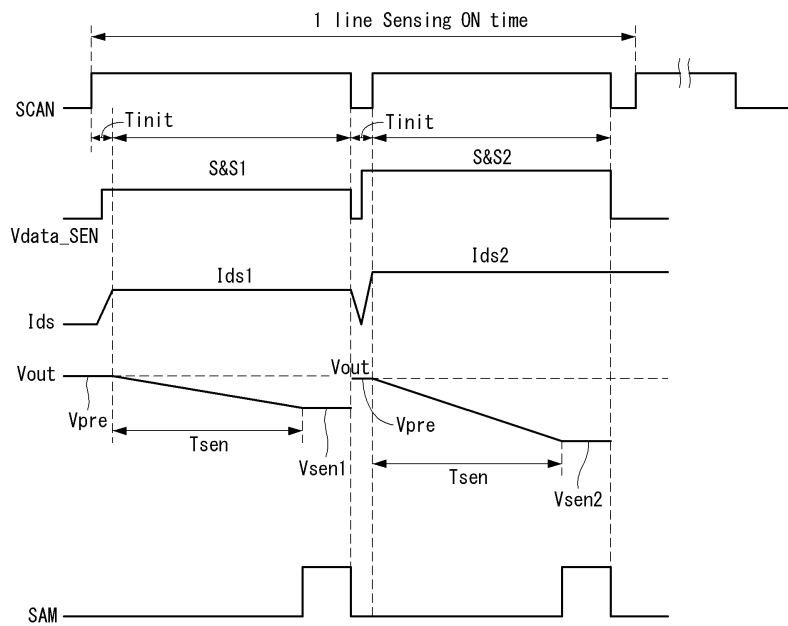 1 line Sensing ON time
SCAN
Tinit
Tinit
S&S1
S&S2
Vdata_SEN
Ids1
Ids2
Ids
Vout
Vout
Vpre
Vpre
Tsen
Vsen1
Tsen
Vsen2
SAM